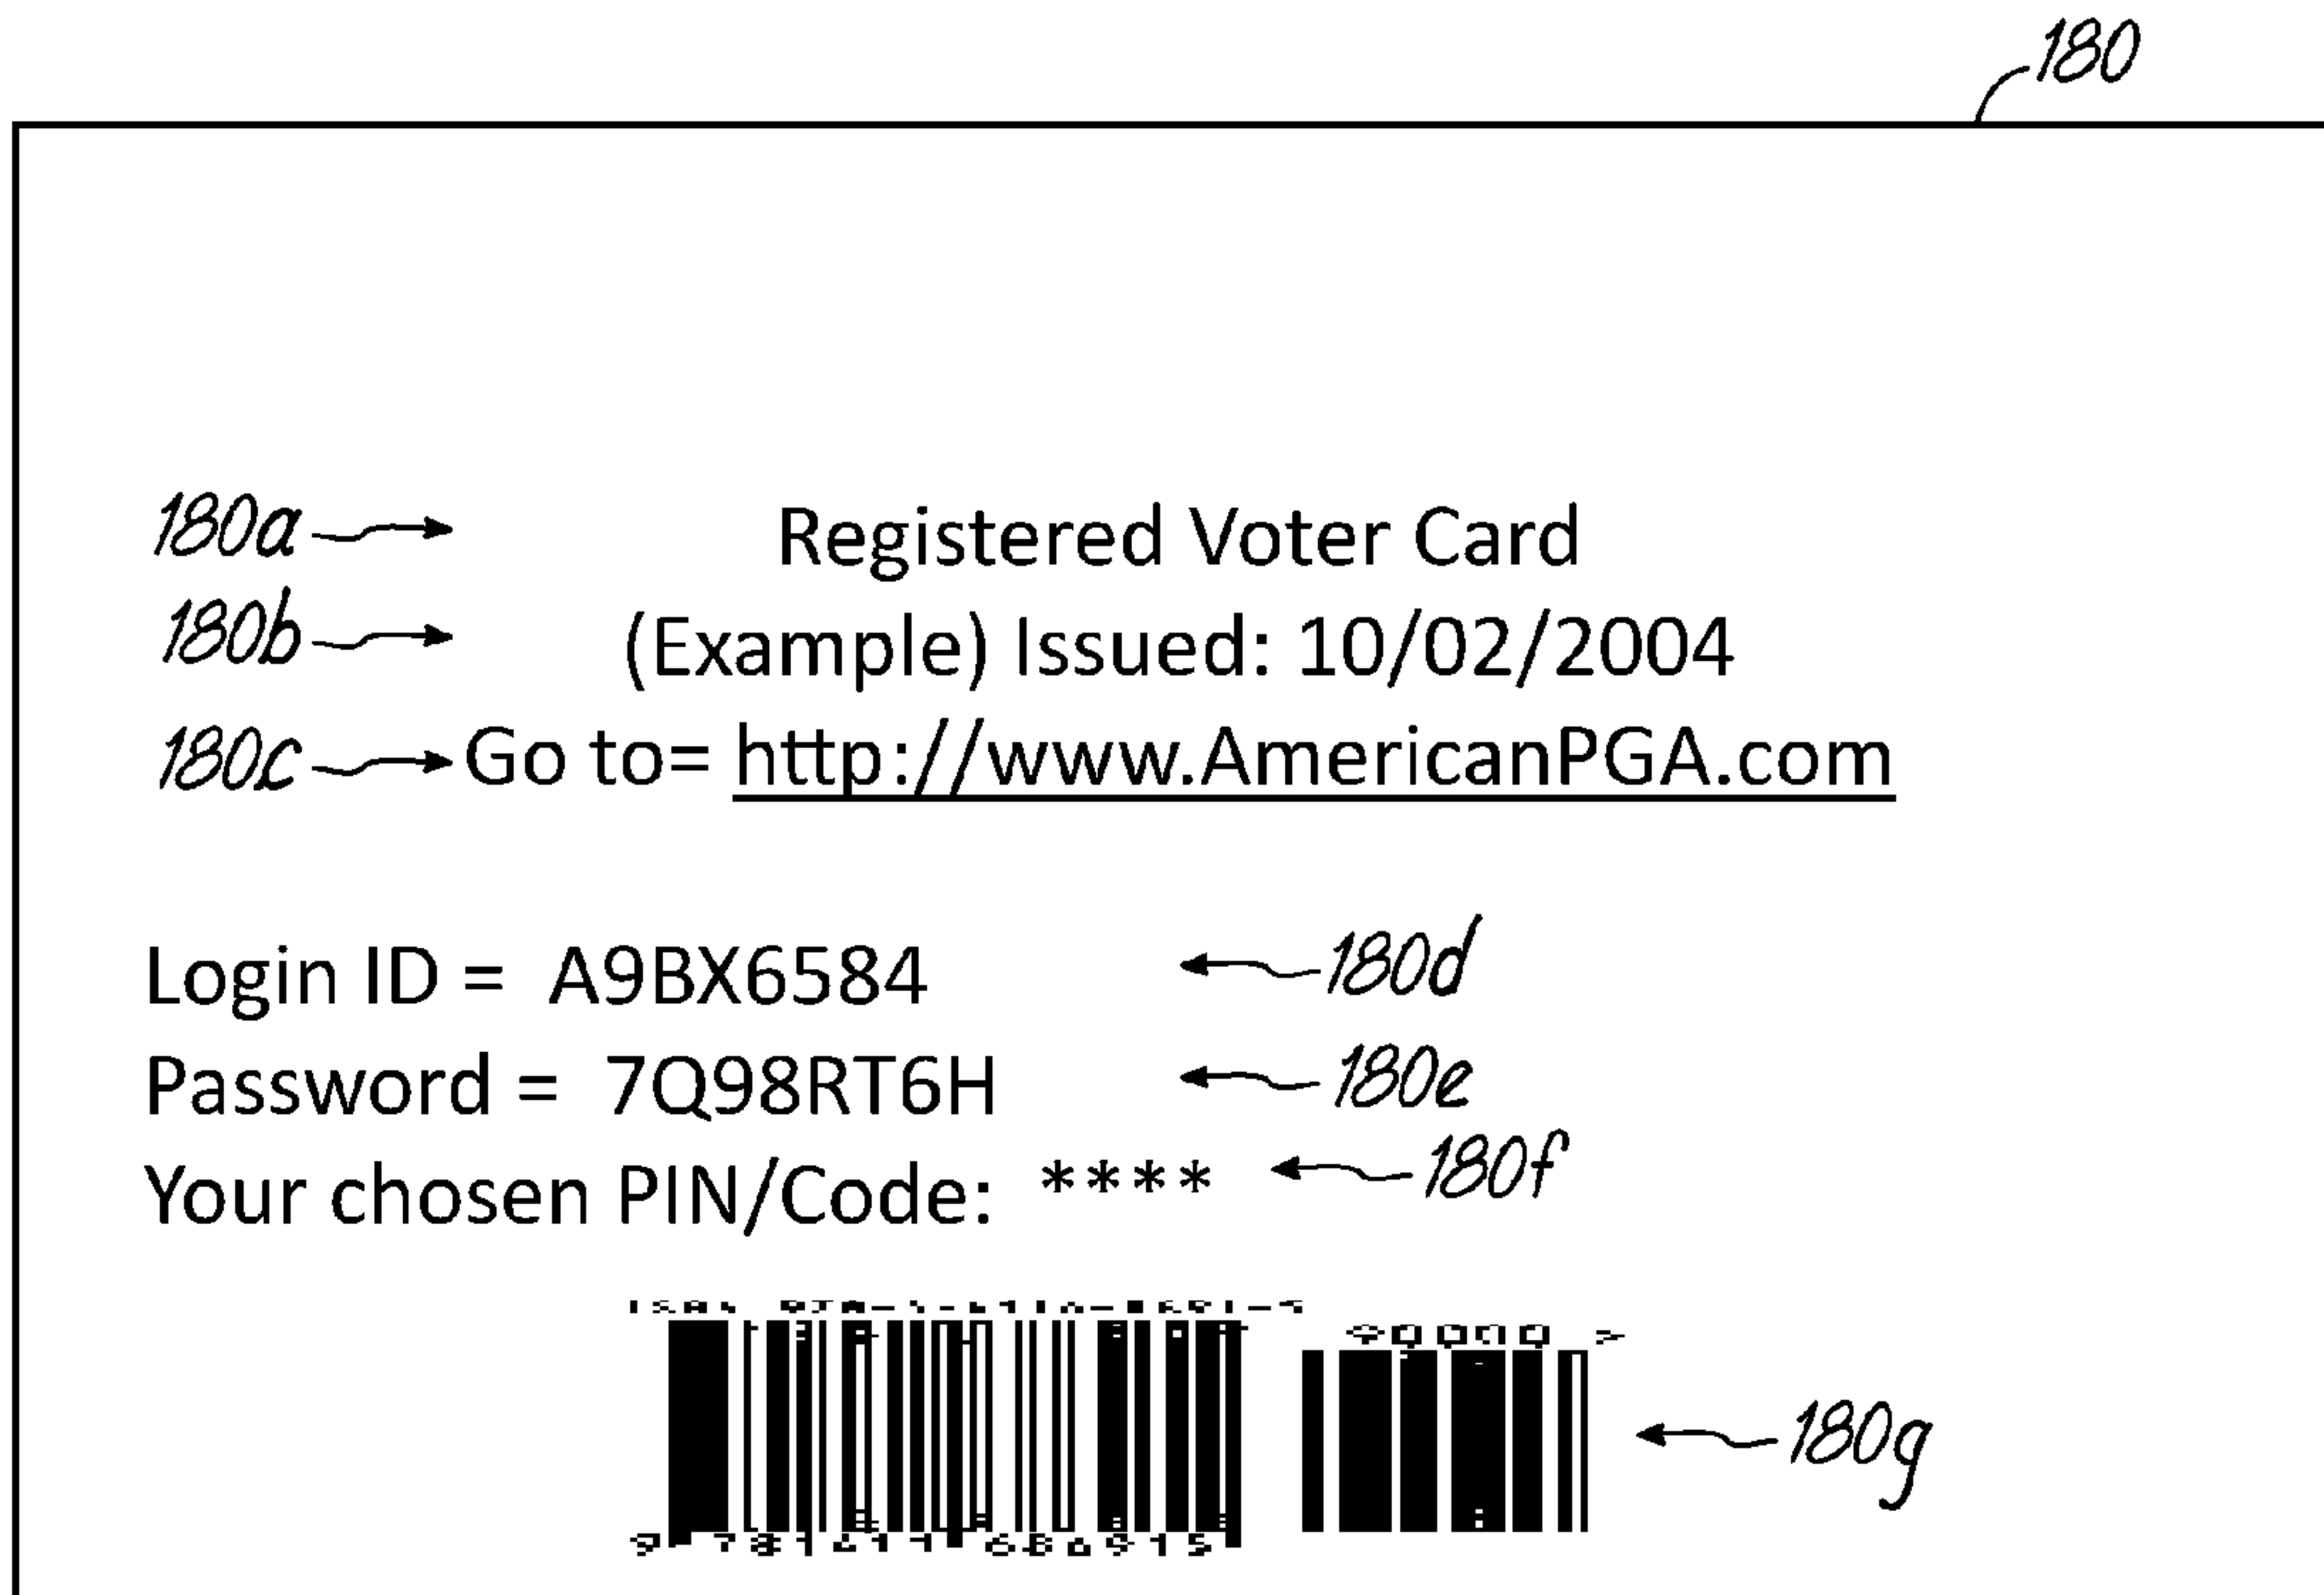 180
180a Registered Voter Card
180b (Example) Issued: 10/02/2004
180c Go to= http://www.AmericanPGA.com
Login ID = A9BX6584 180d
Password = 7Q98RT6H 180e
Your chosen PIN/Code: **** 180f
180g